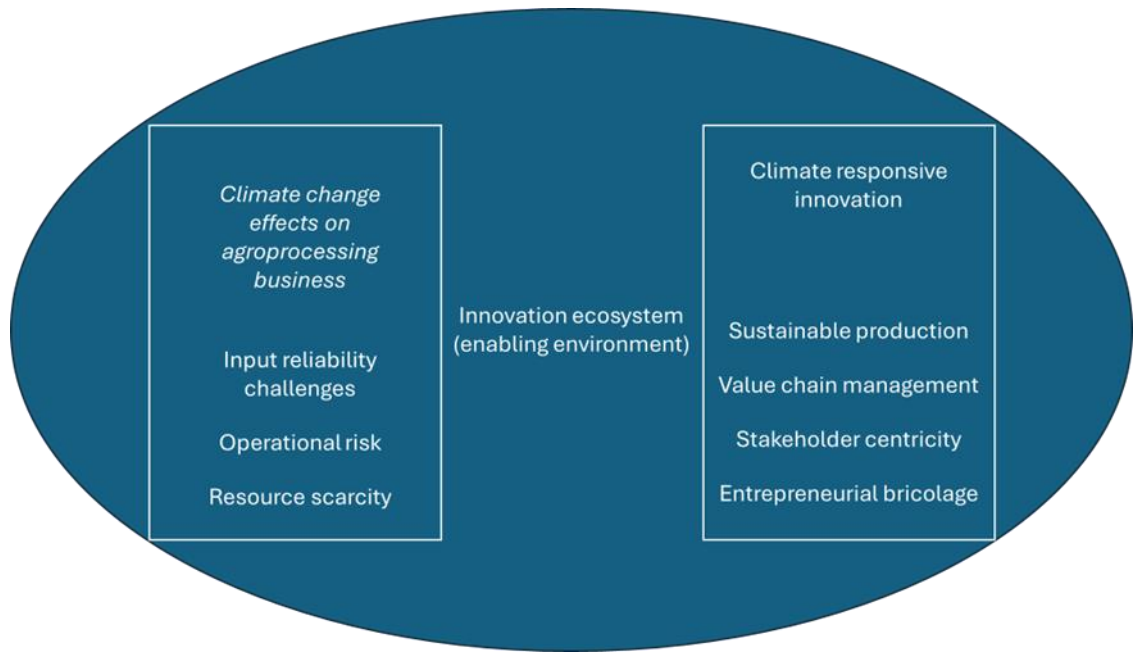 Climate change
effects on
agroprocessing
business
Input reliability
challenges
Operational risk
Resource scarcity
Innovation ecosystem
(enabling environment)
Climate responsive
innovation
Sustainable production
Value chain management
Stakeholder centricity
Entrepreneurial bricolage